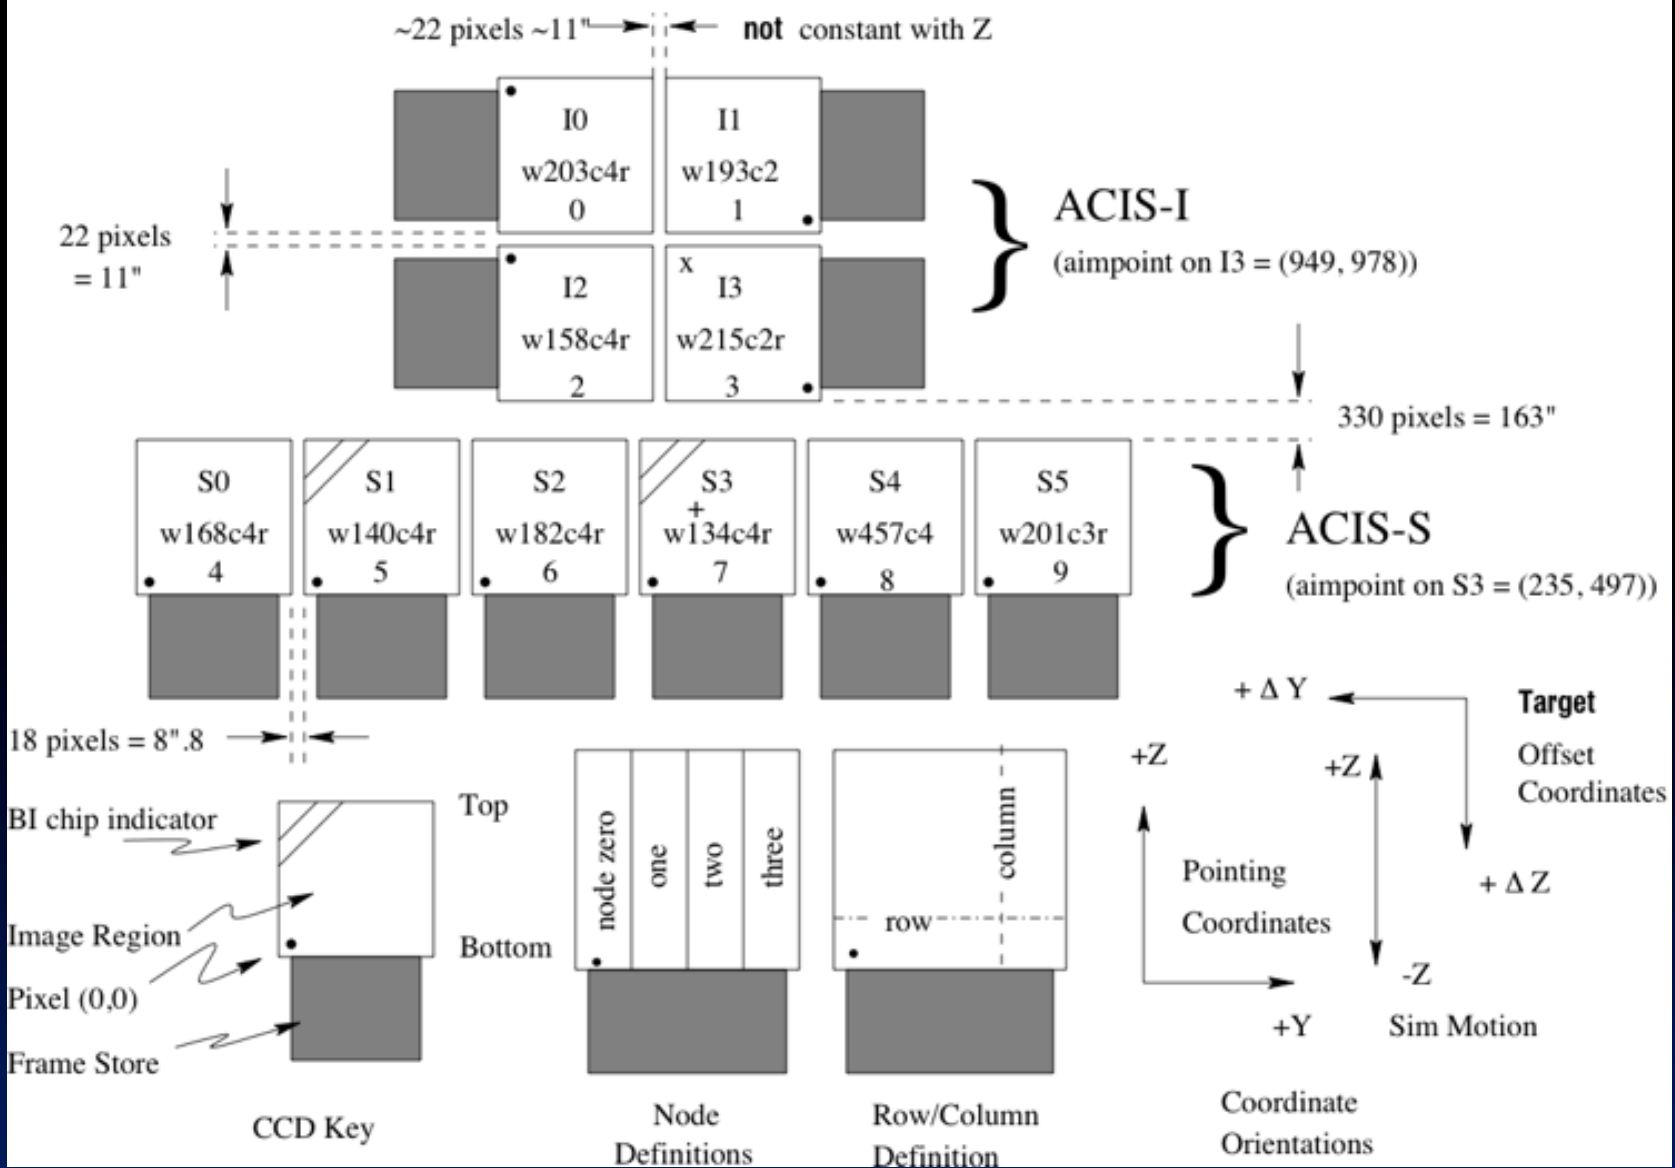 ~22 pixels ~11"
not constant with Z
I0
w203c4r
0
I1
w193c2
1
ACIS-I
(aimpoint on I3 = (949, 978))
22 pixels
= 11"
I2
w158c4r
2
x
I3
w215c2r
3
330 pixels = 163"
S0
w168c4r
4
S1
w140c4r
5
S2
w182c4r
6
S3
+
w134c4r
7
S4
w457c4
8
S5
w201c3r
9
ACIS-S
(aimpoint on S3 = (235, 497))
18 pixels = 8".8
BI chip indicator
Image Region
Pixel (0,0)
Frame Store
Top
Bottom
CCD Key
node zero
one
two
three
Node
Definitions
column
row
Row/Column
Definition
+Z
Pointing
Coordinates
+Y
+ Δ Y
Target
Offset
Coordinates
+ Δ Z
+Z
-Z
Sim Motion
Coordinate
Orientations